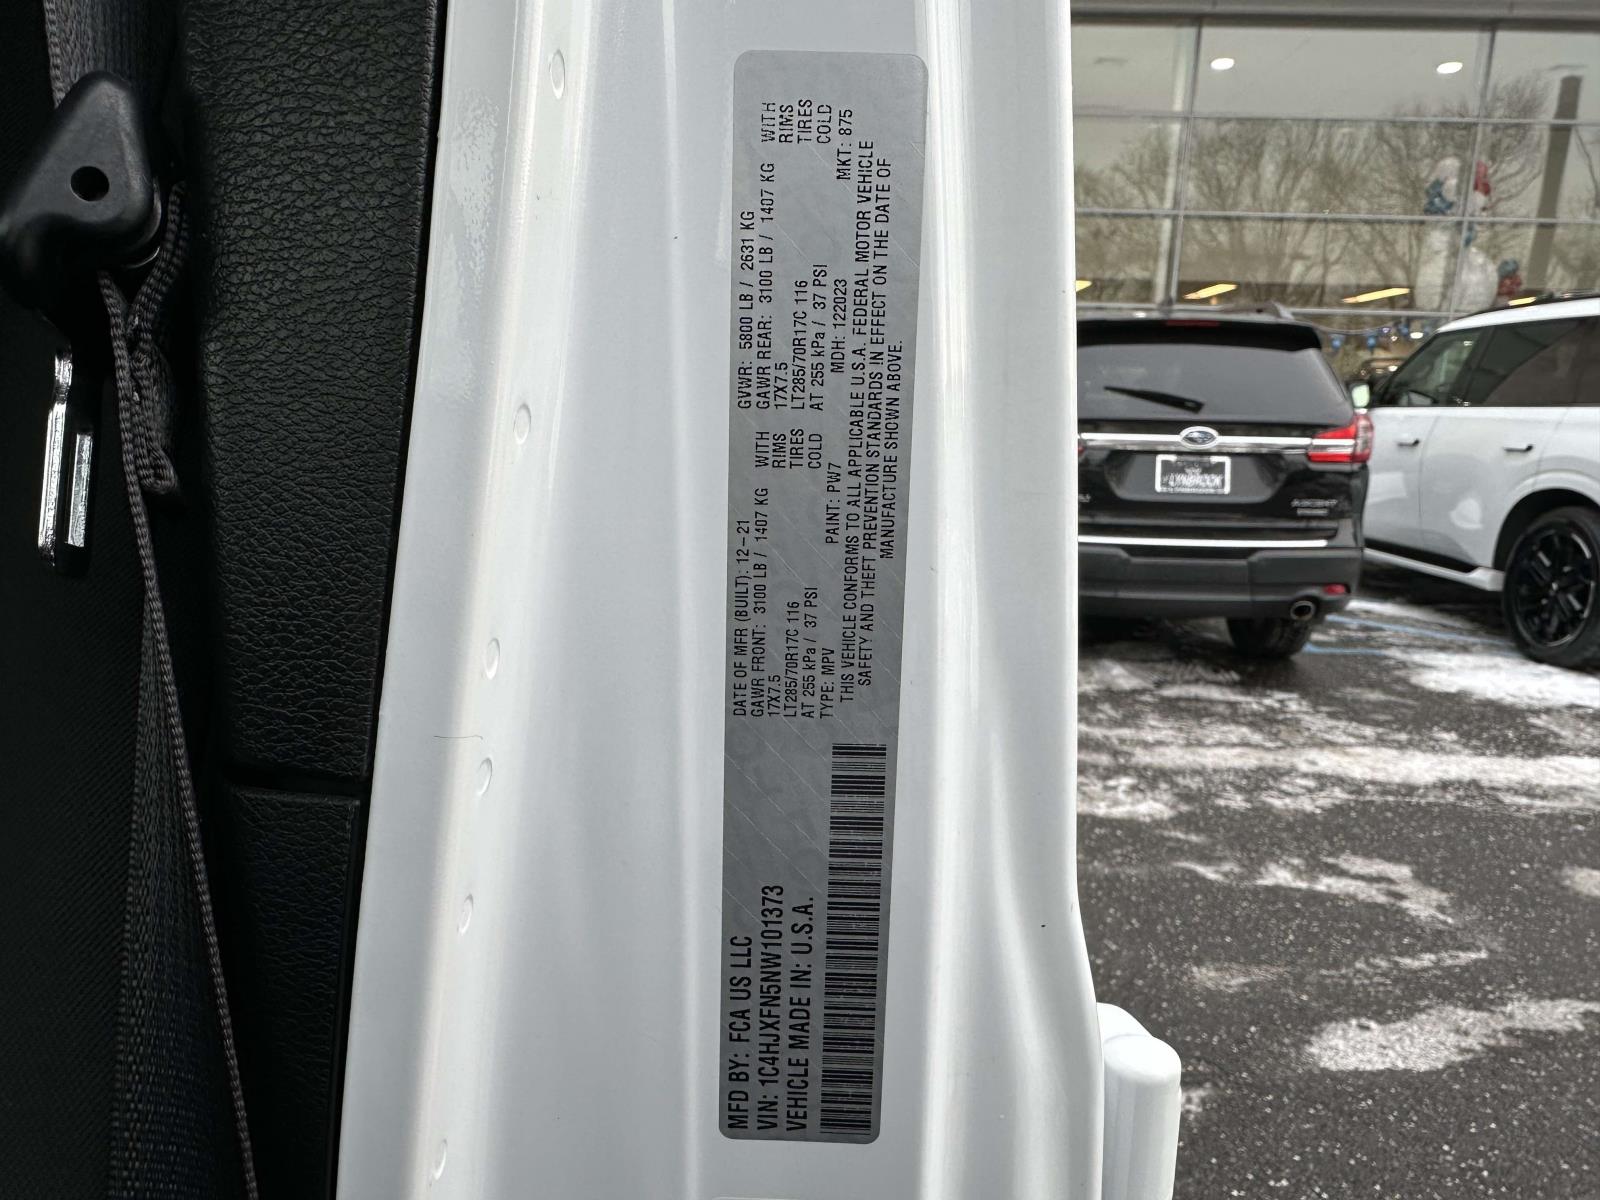 MFD BY: FCA US LLC
VIN: 1C4HJXFN5NW101373
VEHICLE MADE IN: U.S.A.
DATE OF MFR (BUILT): 12-21 GVWR: 5800 LB / 2631 KG
GAWR FRONT: 3100 LB / 1407 KG WITH GAWR REAR: 3100 LB / 1407 KG WITH
17X7.5 RIMS 17X7.5 RIMS
LT285/70R17C 116 TIRES LT285/70R17C 116 TIRES
AT 255 kPa / 37 PSI COLD AT 255 kPa / 37 PSI COLD
TYPE: MPV PAINT: PW7 MDH: 122023 MKT: 875
THIS VEHICLE CONFORMS TO ALL APPLICABLE U.S.A. FEDERAL MOTOR VEHICLE
SAFETY AND THEFT PREVENTION STANDARDS IN EFFECT ON THE DATE OF
MANUFACTURE SHOWN ABOVE.
LYNBROOK